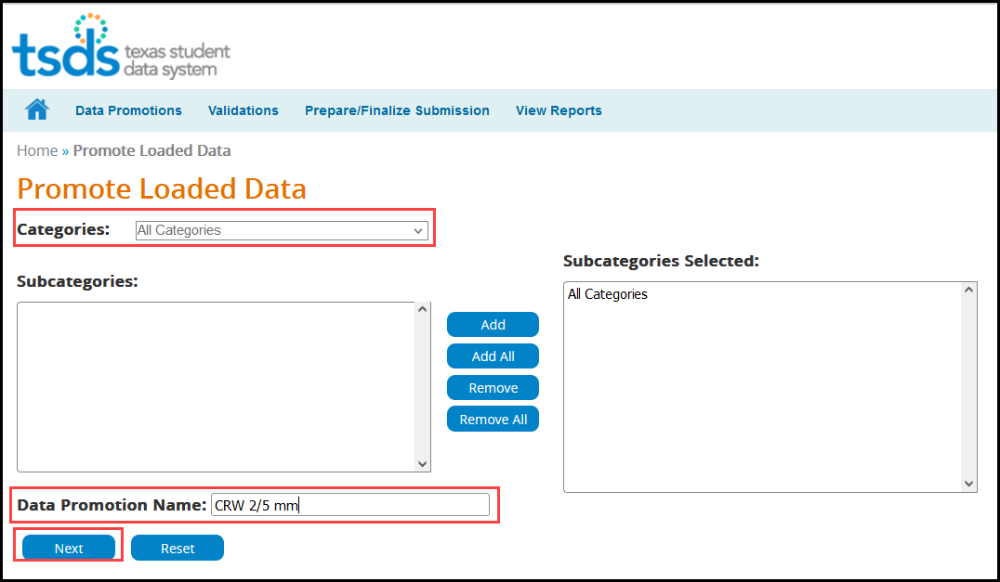 tsds texas student
data system
Data Promotions Validations Prepare/Finalize Submission View Reports
Home » Promote Loaded Data
Promote Loaded Data
Categories: All Categories
Subcategories:
Subcategories Selected:
All Categories
Add
Add All
Remove
Remove All
Data Promotion Name: CRW 2/5 mm
Next Reset